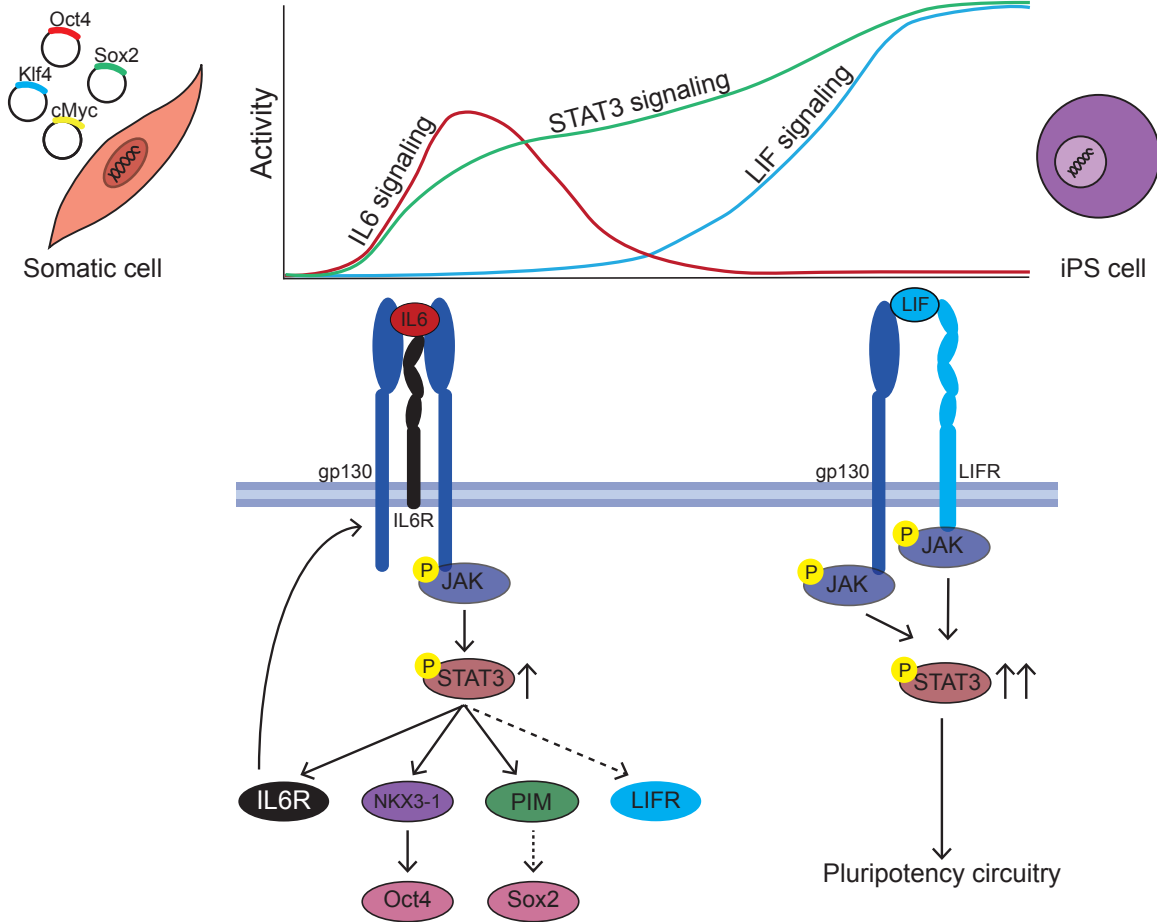 Oct4
Sox2
Klf4
cMyc
Somatic cell
Activity
IL6 signaling
STAT3 signaling
LIF signaling
iPS cell
IL6
gp130
IL6R
P
JAK
P
STAT3
IL6R
NKX3-1
PIM
LIFR
Oct4
Sox2
LIF
gp130
LIFR
P
JAK
P
JAK
P
STAT3
Pluripotency circuitry